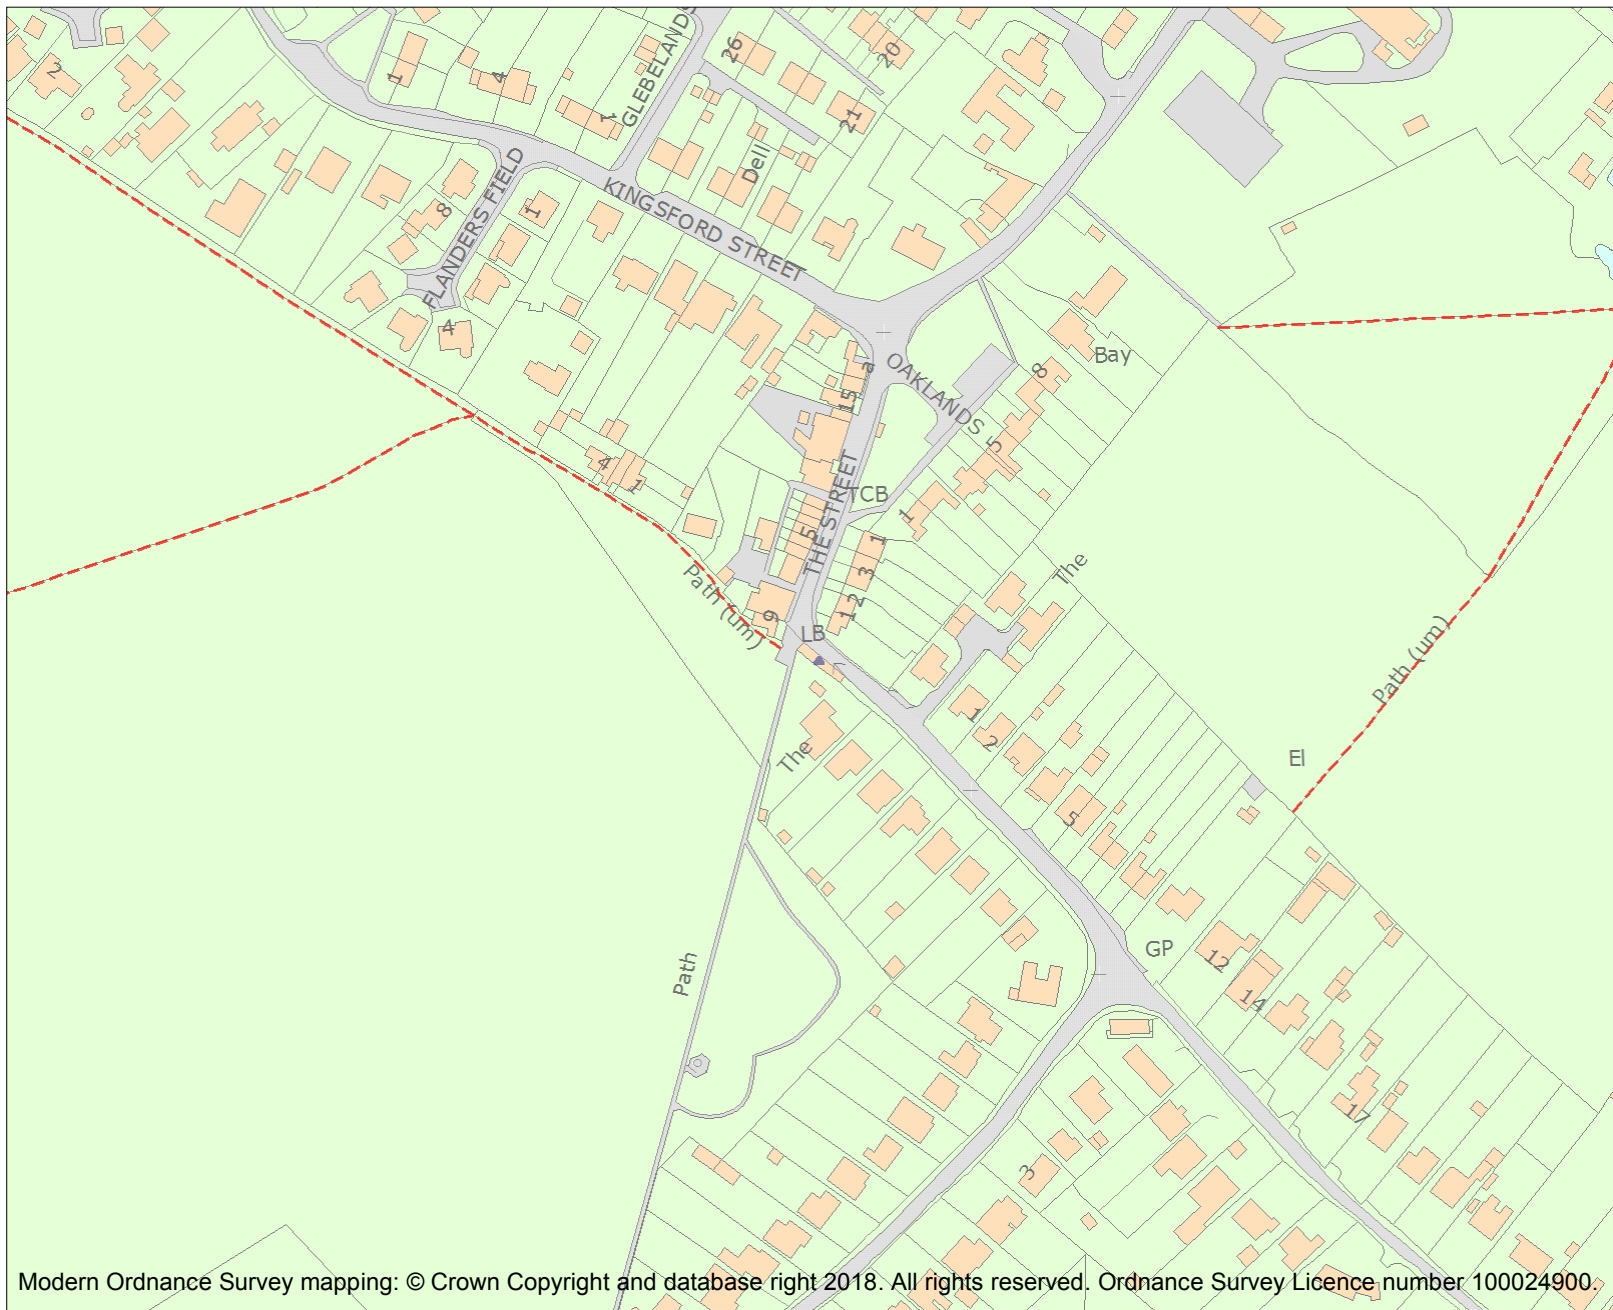 GLEBELANDS
26
20
2
1
4
1
21
Dell
FLANDERS FIELD
8
1
KINGSFORD STREET
4
Bay
OAKLANDS
8
a
15
5
4
1
THE STREET
TCB
1
5
1
3
The
Path (um)
9
2
1
LB
Path (um)
1
2
The
El
5
Path
GP
12
14
17
3
Modern Ordnance Survey mapping: © Crown Copyright and database right 2018. All rights reserved. Ordnance Survey Licence number 100024900.